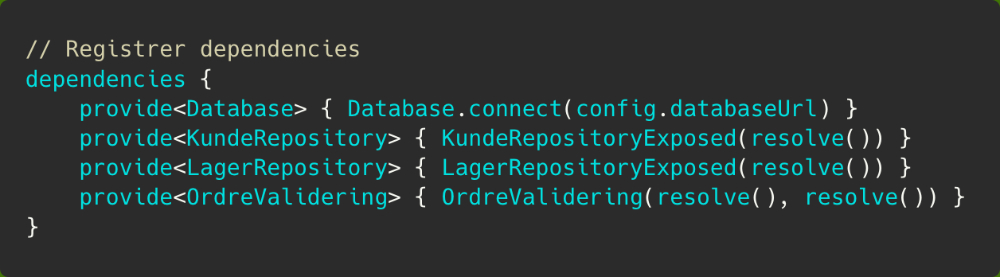 // Registrer dependencies
dependencies {
    provide<Database> { Database.connect(config.databaseUrl) }
    provide<KundeRepository> { KundeRepositoryExposed(resolve()) }
    provide<LagerRepository> { LagerRepositoryExposed(resolve()) }
    provide<OrdreValidering> { OrdreValidering(resolve(), resolve()) }
}